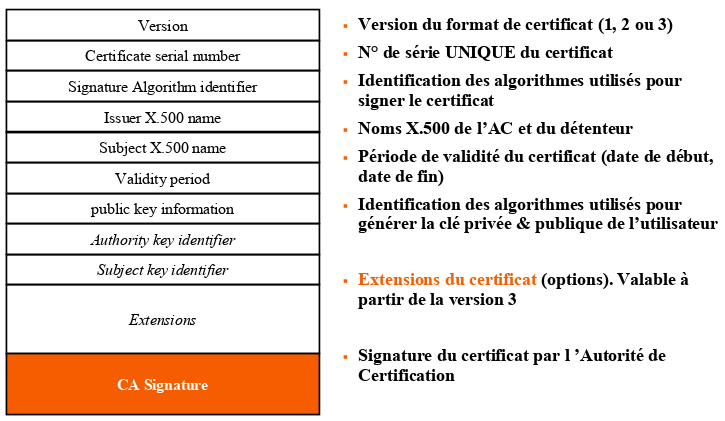 Version
Certificate serial number
Signature Algorithm identifier
Issuer X.500 name
Subject X.500 name
Validity period
public key information
Authority key identifier
Subject key identifier
Extensions
CA Signature
▪ Version du format de certificat (1, 2 ou 3)
▪ N° de série UNIQUE du certificat
▪ Identification des algorithmes utilisés pour
signer le certificat
▪ Noms X.500 de l’AC et du détenteur
▪ Période de validité du certificat (date de début,
date de fin)
▪ Identification des algorithmes utilisés pour
générer la clé privée & publique de l’utilisateur
▪ Extensions du certificat (options). Valable à
partir de la version 3
▪ Signature du certificat par l ’Autorité de
Certification